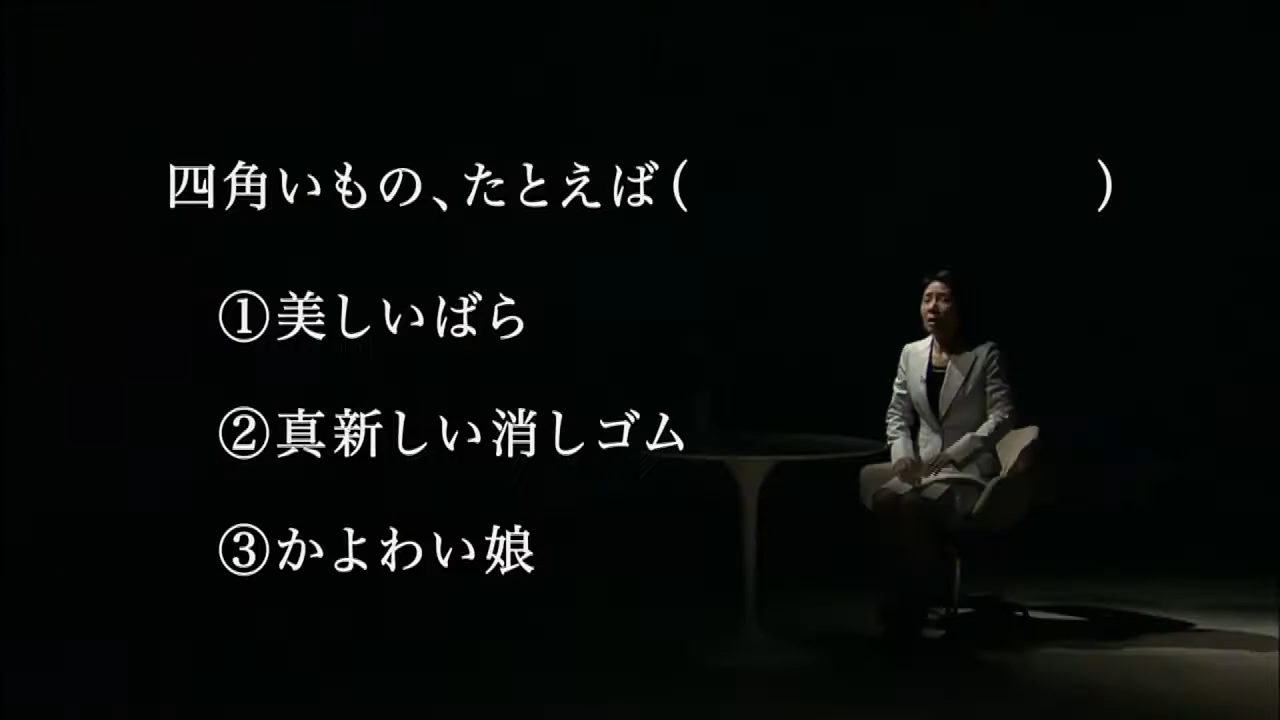 四角いもの、たとえば(　　　　　　　)
①美しいばら
②真新しい消しゴム
③かよわい娘